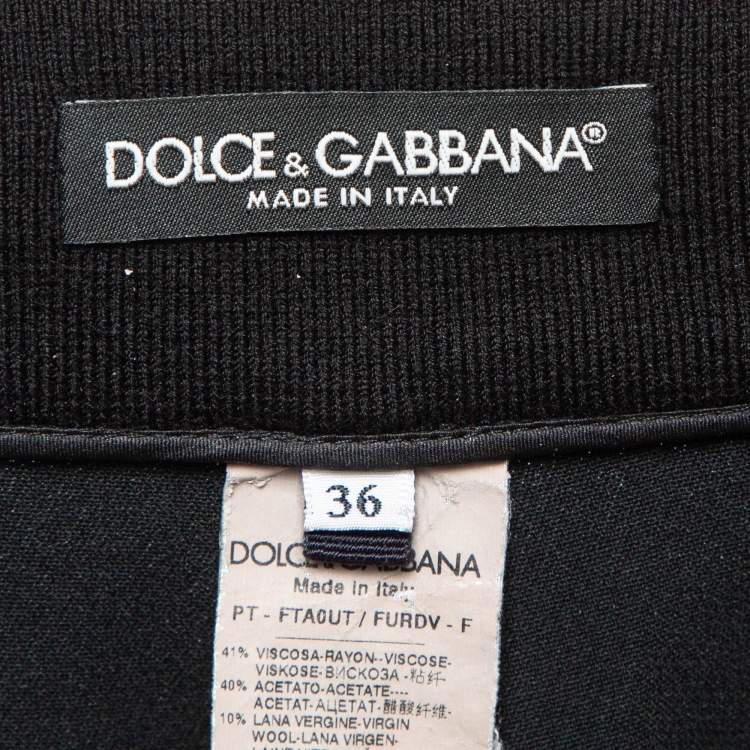 DOLCE & GABBANA®
MADE IN ITALY
36
DOLCE & GABBANA
Made in Italy
PT - FTA0UT / FURDV - F
41% VISCOSA-RAYON--VISCOSE-
VISKOSE-ВИСКОЗА-粘纤-
40% ACETATO-ACETATE----
ACETAT-АЦЕТАТ-醋酸纤维-
10% LANA VERGINE-VIRGIN
WOOL-LANA VIRGEN-